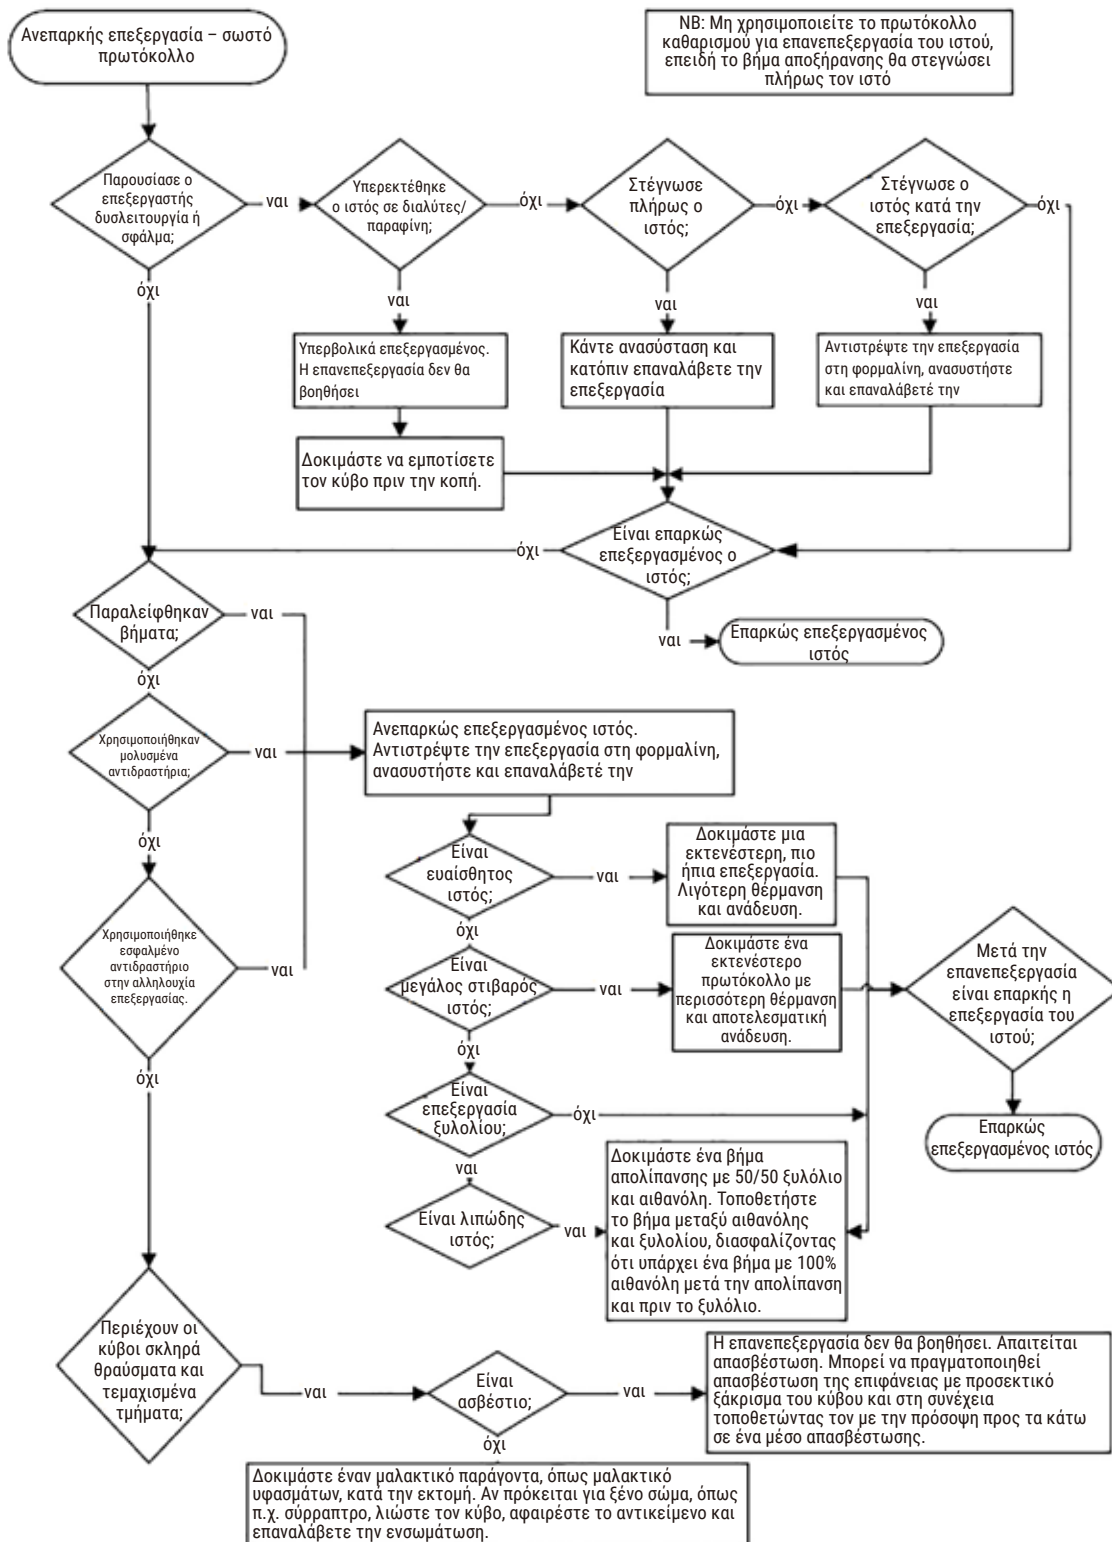 Ανεπαρκής επεξεργασία – σωστό
πρωτόκολλο
NB: Μη χρησιμοποιείτε το πρωτόκολλο
καθαρισμού για επανεπεξεργασία του ιστού,
επειδή το βήμα αποξήρανσης θα στεγνώσει
πλήρως τον ιστό
Παρουσίασε ο
επεξεργαστής
δυσλειτουργία ή
σφάλμα;
ναι
Υπερεκτέθηκε
ο ιστός σε διαλύτες/
παραφίνη;
όχι
Στέγνωσε
πλήρως ο
ιστός;
όχι
Στέγνωσε ο
ιστός κατά την
επεξεργασία;
όχι
όχι
ναι
ναι
ναι
Υπερβολικά επεξεργασμένος.
Η επανεπεξεργασία δεν θα
βοηθήσει
Κάντε ανασύσταση και
κατόπιν επαναλάβετε την
επεξεργασία
Αντιστρέψτε την επεξεργασία
στη φορμαλίνη, ανασυστήστε
και επαναλάβετέ την
Δοκιμάστε να εμποτίσετε
τον κύβο πριν την κοπή.
Είναι επαρκώς
επεξεργασμένος ο
ιστός;
όχι
ναι
Επαρκώς επεξεργασμένος
ιστός
Παραλείφθηκαν
βήματα;
ναι
όχι
Χρησιμοποιήθηκαν
μολυσμένα
αντιδραστήρια;
ναι
Ανεπαρκώς επεξεργασμένος ιστός.
Αντιστρέψτε την επεξεργασία στη φορμαλίνη,
ανασυστήστε και επαναλάβετέ την
όχι
Χρησιμοποιήθηκε
εσφαλμένο
αντιδραστήριο
στην αλληλουχία
επεξεργασίας.
ναι
όχι
Είναι
ευαίσθητος
ιστός;
ναι
Δοκιμάστε μια
εκτενέστερη, πιο
ήπια επεξεργασία.
Λιγότερη θέρμανση
και ανάδευση.
όχι
Είναι
μεγάλος στιβαρός
ιστός;
ναι
Δοκιμάστε ένα
εκτενέστερο
πρωτόκολλο με
περισσότερη θέρμανση
και αποτελεσματική
ανάδευση.
Μετά την
επανεπεξεργασία
είναι επαρκής η
επεξεργασία του
ιστού;
όχι
Είναι
επεξεργασία
ξυλολίου;
όχι
Επαρκώς
επεξεργασμένος ιστός
ναι
Είναι λιπώδης
ιστός;
ναι
Δοκιμάστε ένα βήμα
απολίπανσης με 50/50 ξυλόλιο
και αιθανόλη. Τοποθετήστε
το βήμα μεταξύ αιθανόλης
και ξυλολίου, διασφαλίζοντας
ότι υπάρχει ένα βήμα με 100%
αιθανόλη μετά την απολίπανση
και πριν το ξυλόλιο.
Περιέχουν οι
κύβοι σκληρά
θραύσματα και
τεμαχισμένα
τμήματα;
ναι
Είναι
ασβέστιο;
ναι
Η επανεπεξεργασία δεν θα βοηθήσει. Απαιτείται
απασβέστωση. Μπορεί να πραγματοποιηθεί
απασβέστωση της επιφάνειας με προσεκτικό
ξάκρισμα του κύβου και στη συνέχεια
τοποθετώντας τον με την πρόσοψη προς τα κάτω
σε ένα μέσο απασβέστωσης.
όχι
Δοκιμάστε έναν μαλακτικό παράγοντα, όπως μαλακτικό
υφασμάτων, κατά την εκτομή. Αν πρόκειται για ξένο σώμα, όπως
π.χ. σύρραπτρο, λιώστε τον κύβο, αφαιρέστε το αντικείμενο και
επαναλάβετε την ενσωμάτωση.